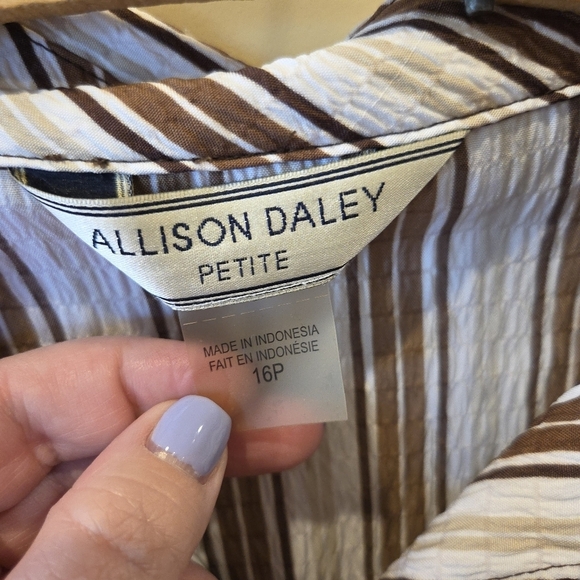 ALLISON DALEY
PETITE
MADE IN INDONESIA
FAIT EN INDONÉSIE
16P